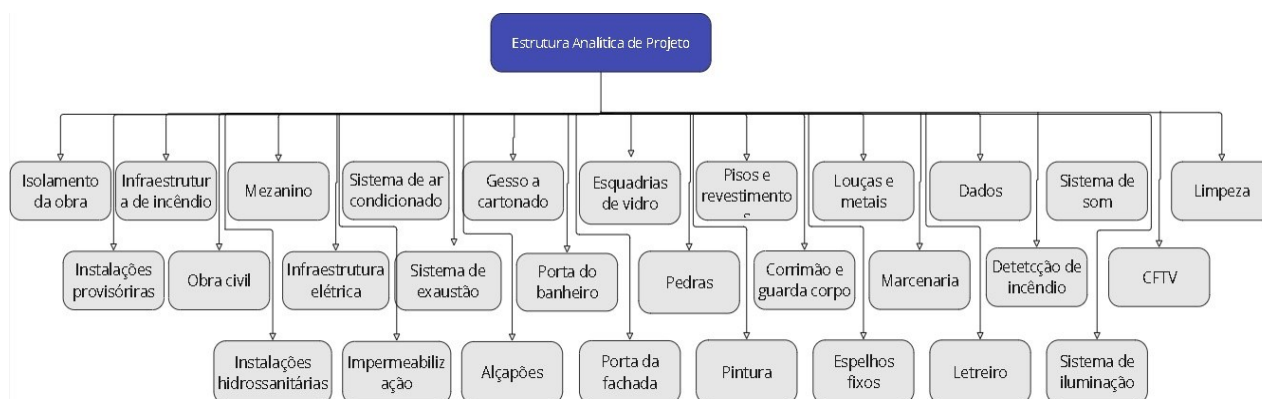 Estrutura Analítica de Projeto
Isolamento
da obra
Infraestrutur
a de incêndio
Mezanino
Sistema de ar
condicionado
Gesso a
cartonado
Esquadrias
de vidro
Pisos e
revestimento
s
Louças e
metais
Dados
Sistema de
som
Limpeza
Instalações
provisóriras
Obra civil
Infraestrutura
elétrica
Sistema de
exaustão
Porta do
banheiro
Pedras
Corrimão e
guarda corpo
Marcenaria
Detetcção de
incêndio
CFTV
Instalações
hidrossanitárias
Impermeabiliz
ação
Alçapões
Porta da
fachada
Pintura
Espelhos
fixos
Letreiro
Sistema de
iluminação